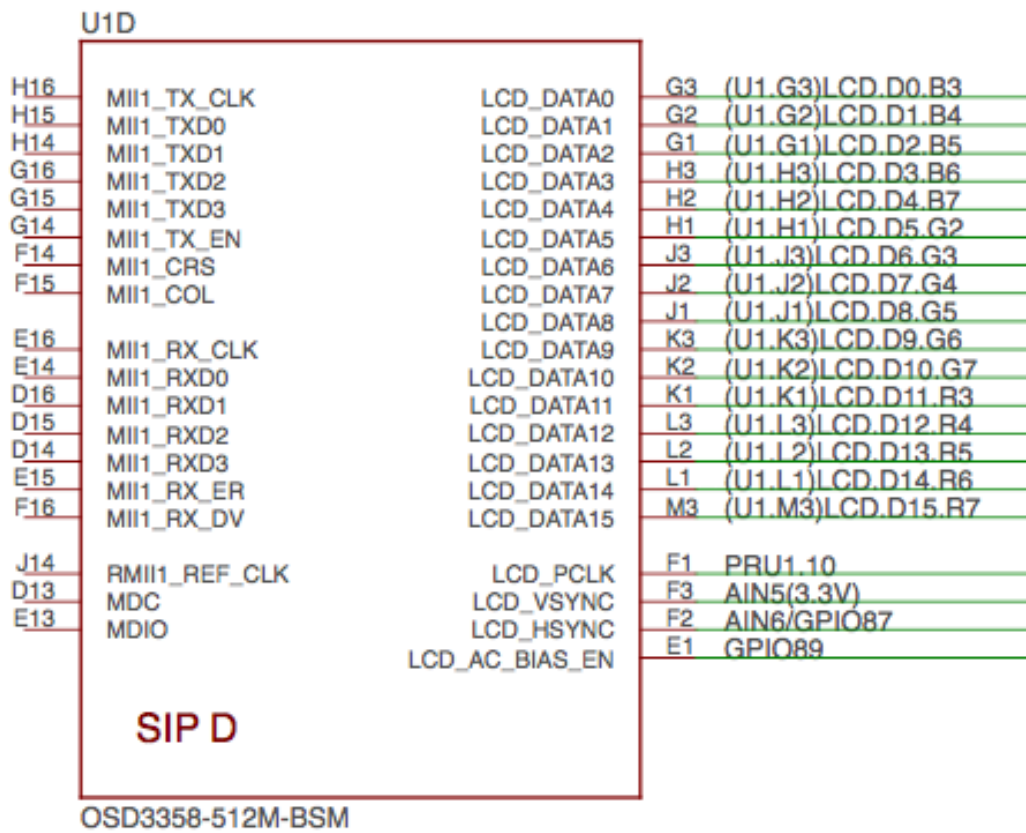 U1D
H16 MII1_TX_CLK LCD_DATA0 G3 (U1.G3)LCD.D0.B3
H15 MII1_TXD0 LCD_DATA1 G2 (U1.G2)LCD.D1.B4
H14 MII1_TXD1 LCD_DATA2 G1 (U1.G1)LCD.D2.B5
G16 MII1_TXD2 LCD_DATA3 H3 (U1.H3)LCD.D3.B6
G15 MII1_TXD3 LCD_DATA4 H2 (U1.H2)LCD.D4.B7
G14 MII1_TX_EN LCD_DATA5 H1 (U1.H1)LCD.D5.G2
F14 MII1_CRS LCD_DATA6 J3 (U1.J3)LCD.D6.G3
F15 MII1_COL LCD_DATA7 J2 (U1.J2)LCD.D7.G4
LCD_DATA8 J1 (U1.J1)LCD.D8.G5
E16 MII1_RX_CLK LCD_DATA9 K3 (U1.K3)LCD.D9.G6
E14 MII1_RXD0 LCD_DATA10 K2 (U1.K2)LCD.D10.G7
D16 MII1_RXD1 LCD_DATA11 K1 (U1.K1)LCD.D11.R3
D15 MII1_RXD2 LCD_DATA12 L3 (U1.L3)LCD.D12.R4
D14 MII1_RXD3 LCD_DATA13 L2 (U1.L2)LCD.D13.R5
E15 MII1_RX_ER LCD_DATA14 L1 (U1.L1)LCD.D14.R6
F16 MII1_RX_DV LCD_DATA15 M3 (U1.M3)LCD.D15.R7
J14 RMII1_REF_CLK LCD_PCLK F1 PRU1.10
D13 MDC LCD_VSYNC F3 AIN5(3.3V)
E13 MDIO LCD_HSYNC F2 AIN6/GPIO87
LCD_AC_BIAS_EN E1 GPIO89
SIP D
OSD3358-512M-BSM